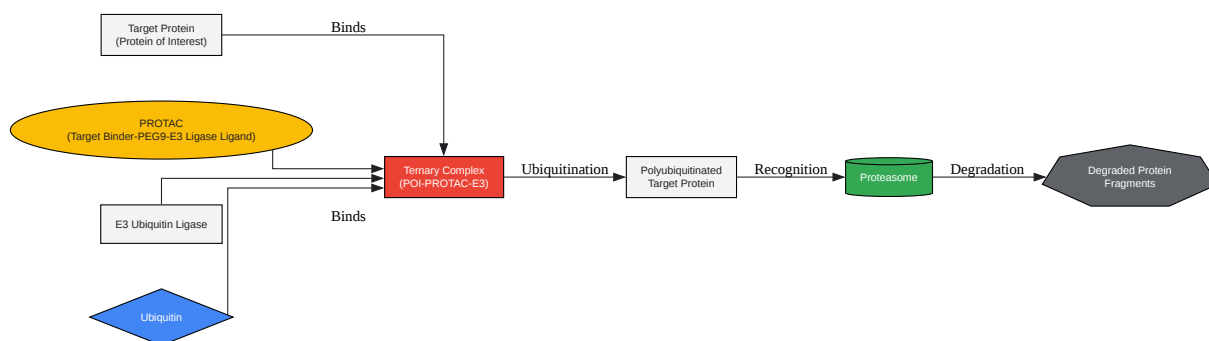 Target Protein
(Protein of Interest)
Binds
PROTAC
(Target Binder-PEG9-E3 Ligase Ligand)
Ternary Complex
(POI-PROTAC-E3)
Ubiquitination
Polyubiquitinated
Target Protein
Recognition
Proteasome
Degradation
Degraded Protein
Fragments
E3 Ubiquitin Ligase
Binds
Ubiquitin